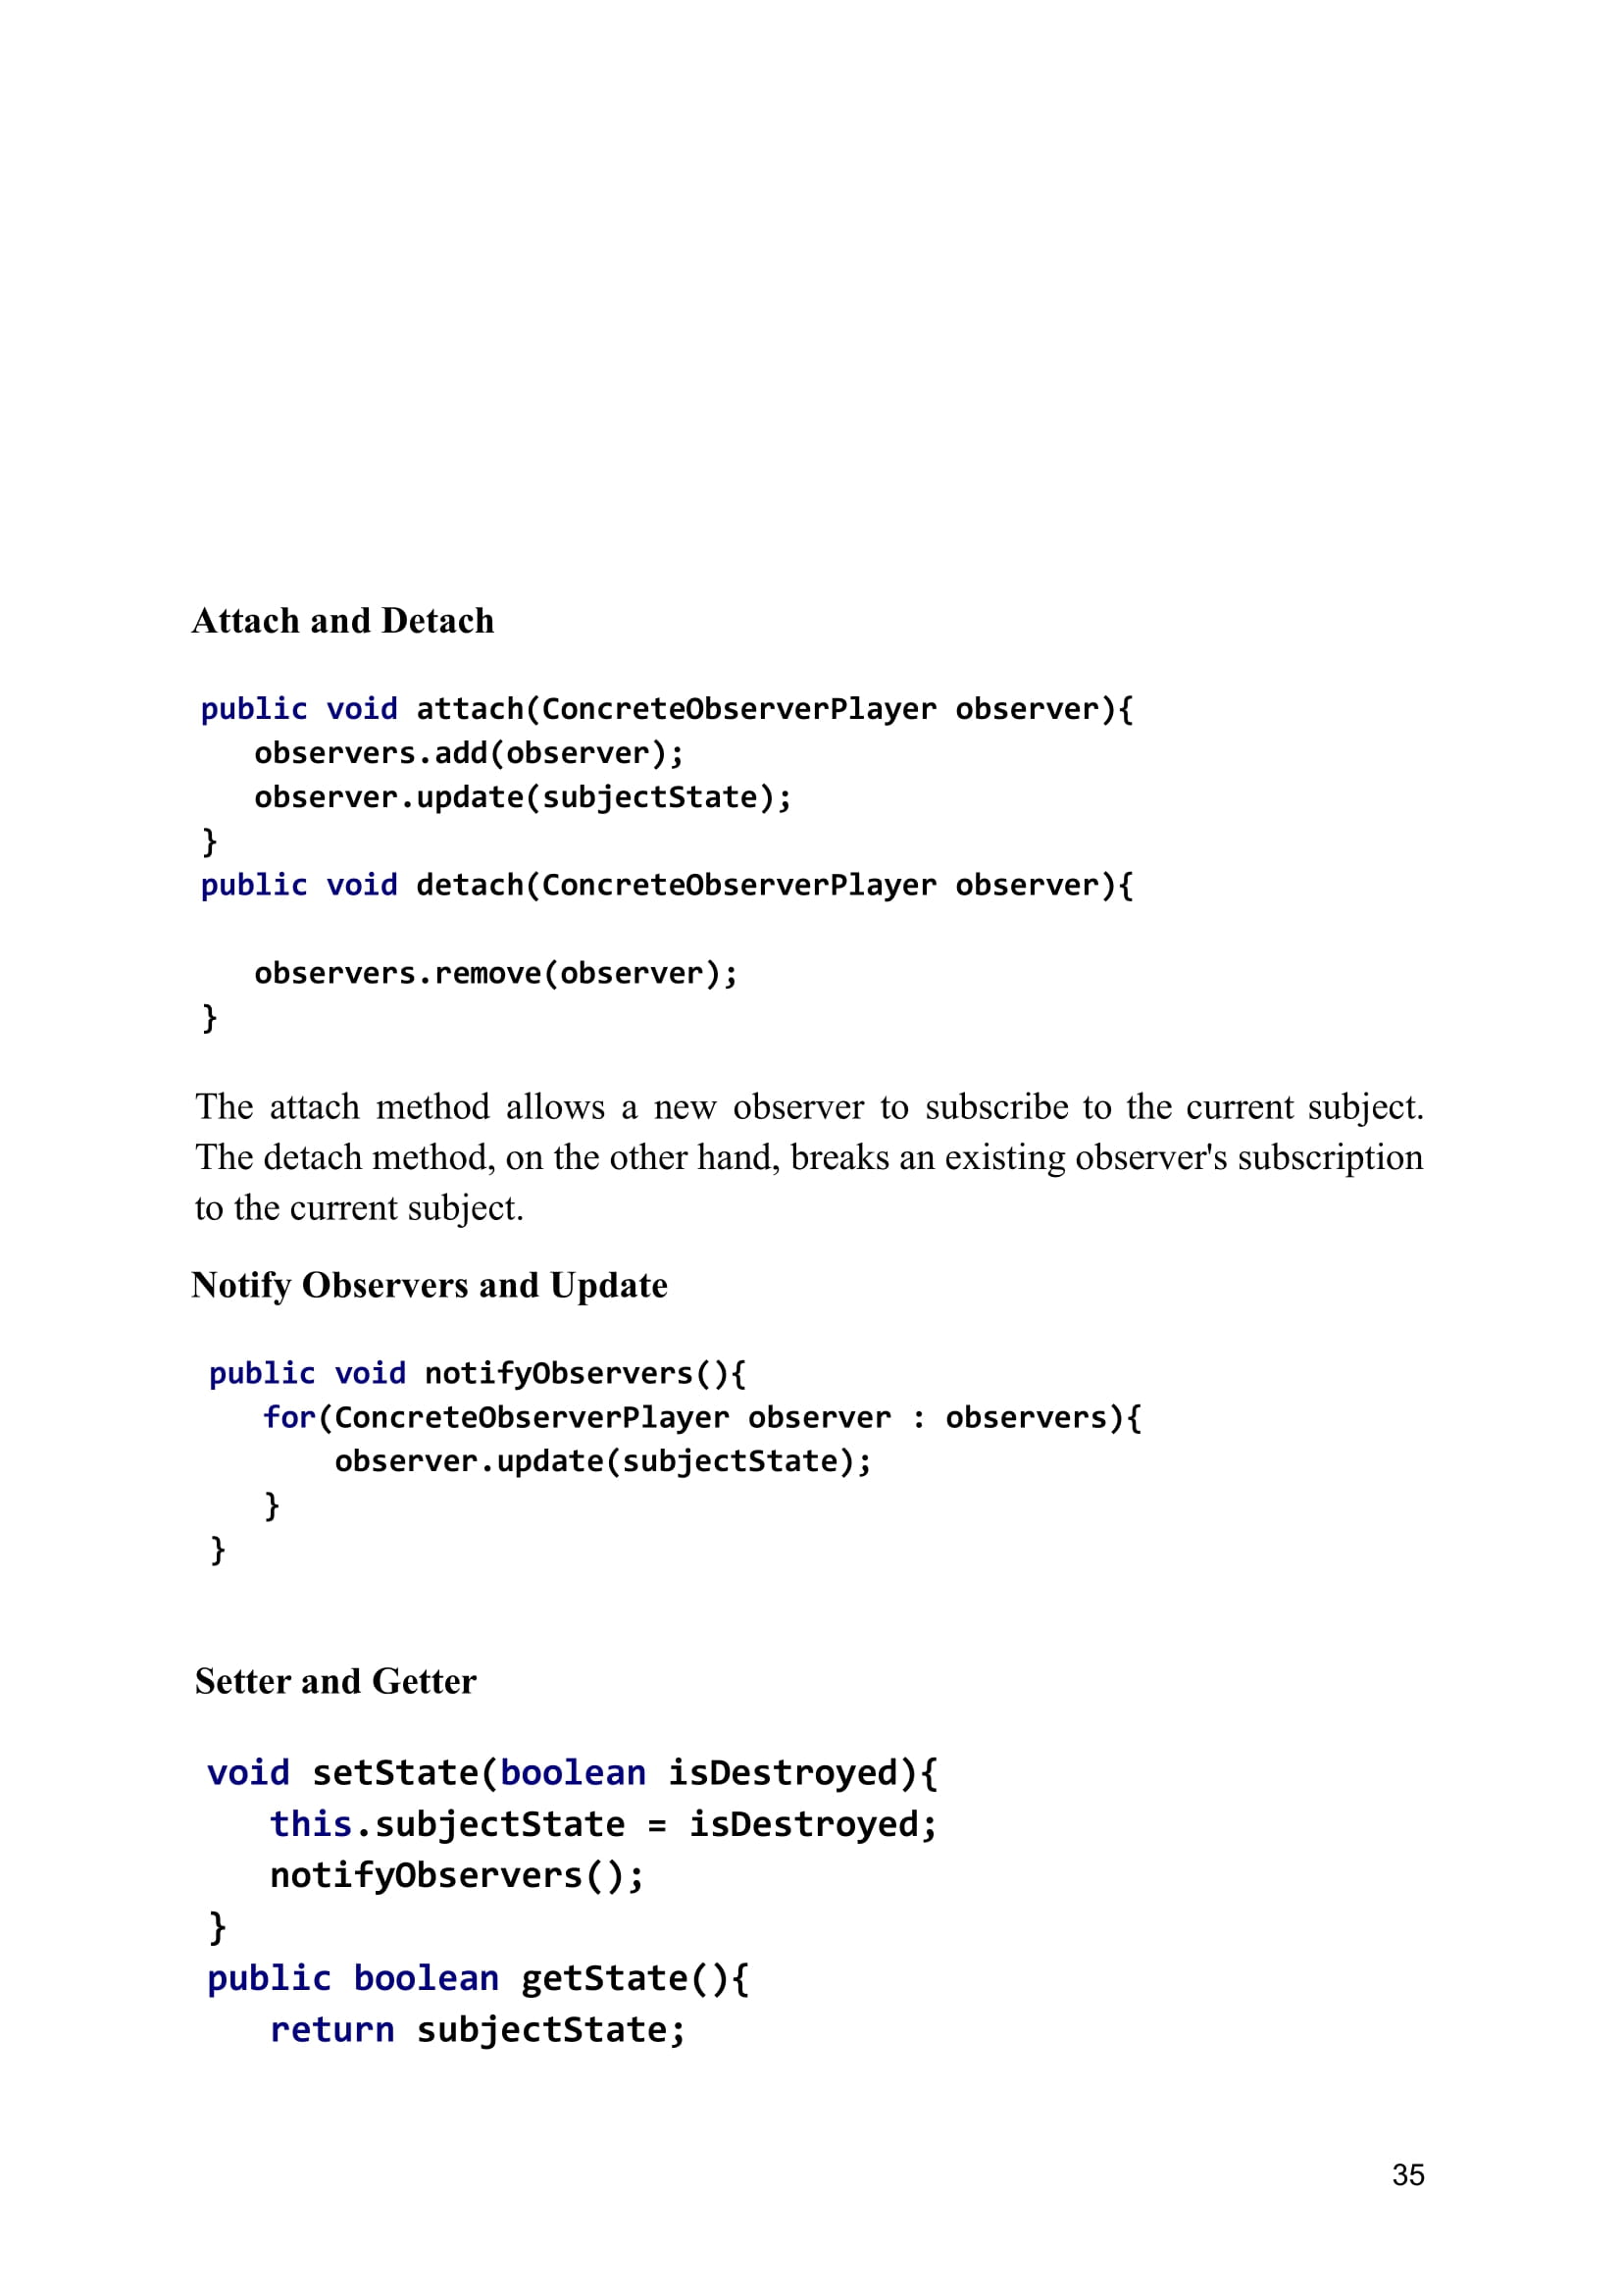 Attach and Detach
public void attach(ConcreteObserverPlayer observer){
   observers.add(observer);
   observer.update(subjectState);
}
public void detach(ConcreteObserverPlayer observer){

   observers.remove(observer);
}
The attach method allows a new observer to subscribe to the current subject.
The detach method, on the other hand, breaks an existing observer's subscription
to the current subject.
Notify Observers and Update
public void notifyObservers(){
   for(ConcreteObserverPlayer observer : observers){
       observer.update(subjectState);
   }
}
Setter and Getter
void setState(boolean isDestroyed){
   this.subjectState = isDestroyed;
   notifyObservers();
}
public boolean getState(){
   return subjectState;
35